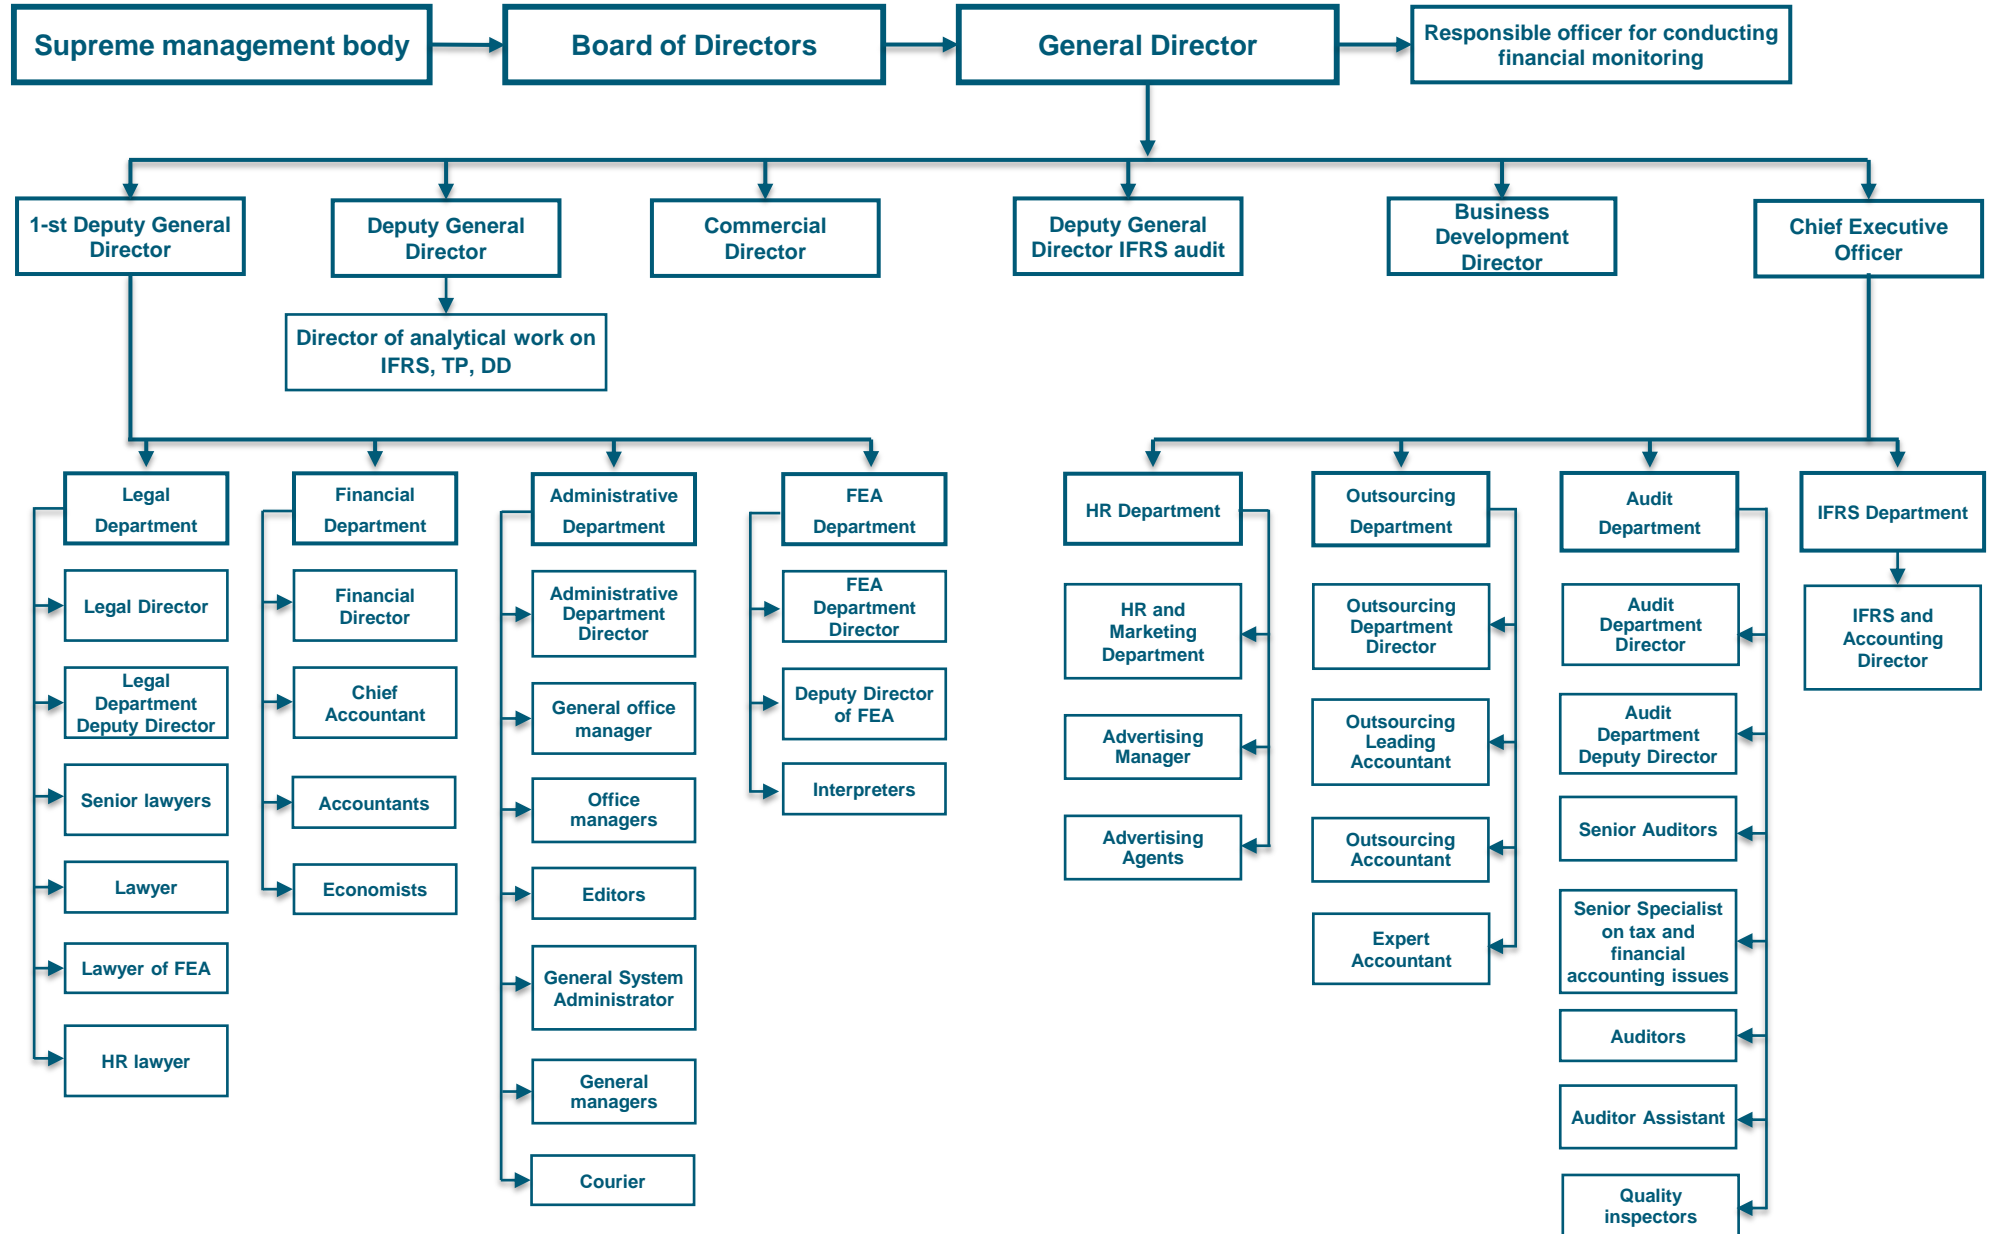 Supreme management body
Board of Directors
General Director
Responsible officer for conducting
financial monitoring
1-st Deputy General
Director
Deputy General
Director
Commercial
Director
Deputy General
Director IFRS audit
Business
Development
Director
Chief Executive
Officer
Director of analytical work on
IFRS, TP, DD
Legal
Department
Legal Director
Legal
Department
Deputy Director
Senior lawyers
Lawyer
Lawyer of FEA
HR lawyer
Financial
Department
Financial
Director
Chief
Accountant
Accountants
Economists
Administrative
Department
Administrative
Department
Director
General office
manager
Office
managers
Editors
General System
Administrator
General
managers
Courier
FEA
Department
FEA
Department
Director
Deputy Director
of FEA
Interpreters
HR Department
HR and
Marketing
Department
Advertising
Manager
Advertising
Agents
Outsourcing
Department
Outsourcing
Department
Director
Outsourcing
Leading
Accountant
Outsourcing
Accountant
Expert
Accountant
Audit
Department
Audit
Department
Director
Audit
Department
Deputy Director
Senior Auditors
Senior Specialist
on tax and
financial
accounting issues
Auditors
Auditor Assistant
Quality
inspectors
IFRS Department
IFRS and
Accounting
Director